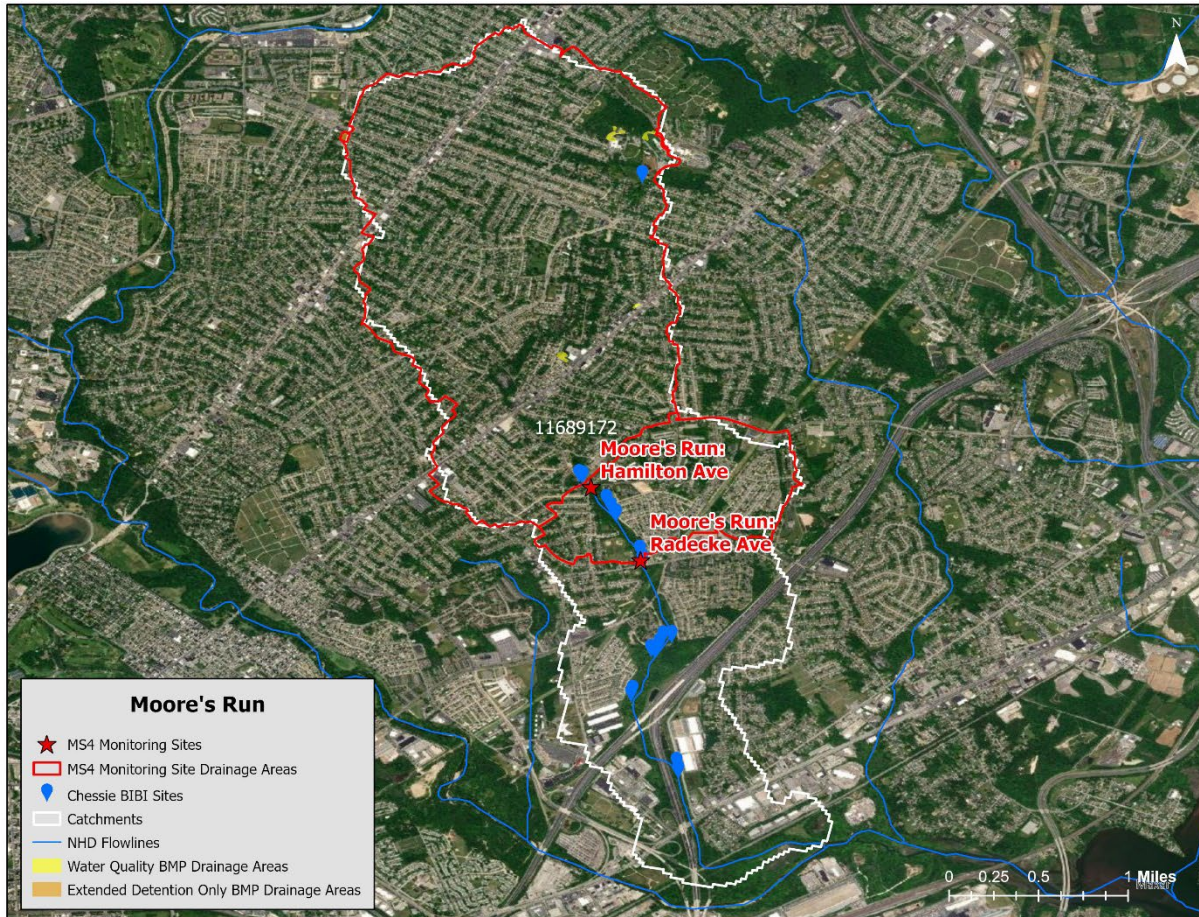 N
11689172
Moore's Run:
Hamilton Ave
Moore's Run:
Radecke Ave
Moore's Run
MS4 Monitoring Sites
MS4 Monitoring Site Drainage Areas
Chessie BIBI Sites
Catchments
NHD Flowlines
Water Quality BMP Drainage Areas
Extended Detention Only BMP Drainage Areas
0 0.25 0.5 1 Miles
Maxar